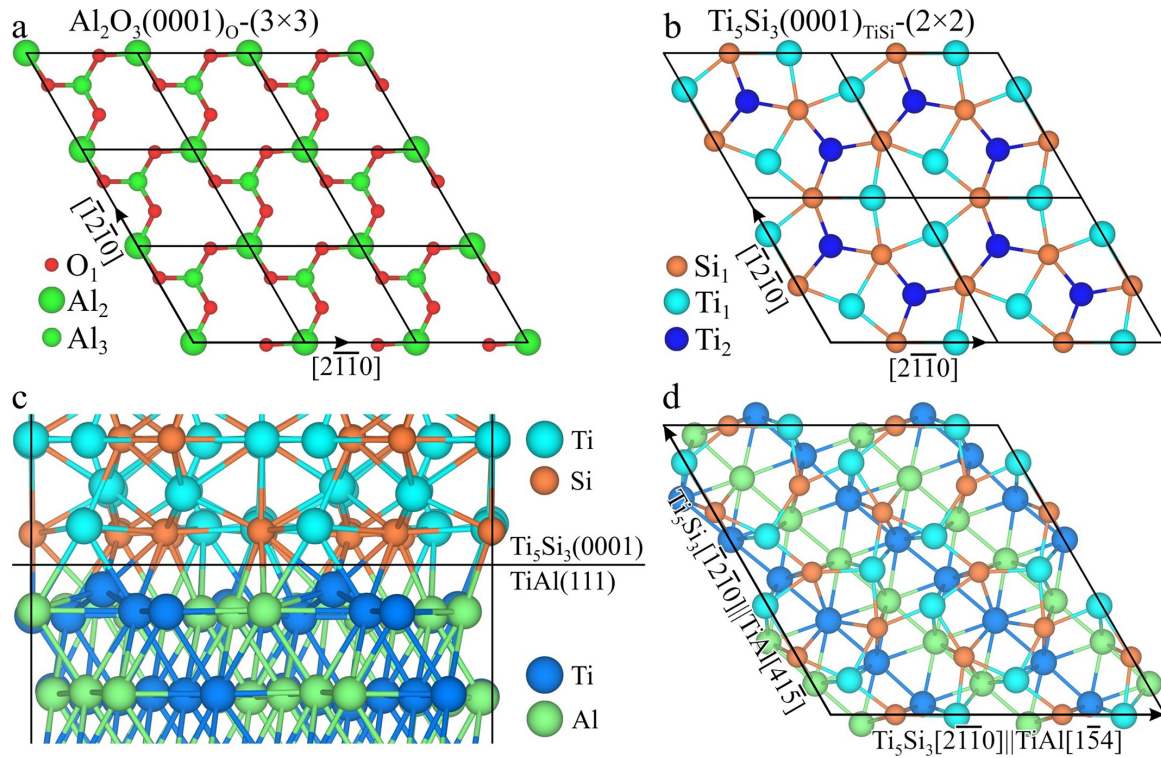 a
Al₂O₃(0001)_O-(3×3)
[1̅21̅0]
O₁
Al₂
Al₃
[21̅1̅0]
b
Ti₅Si₃(0001)_TiSi-(2×2)
[1̅21̅0]
Si₁
Ti₁
Ti₂
[21̅1̅0]
c
Ti
Si
Ti₅Si₃(0001)
TiAl(111)
Ti
Al
d
Ti₅Si₃[1̅21̅0]||TiAl[415̅]
Ti₅Si₃[21̅1̅0]||TiAl[15̅4]